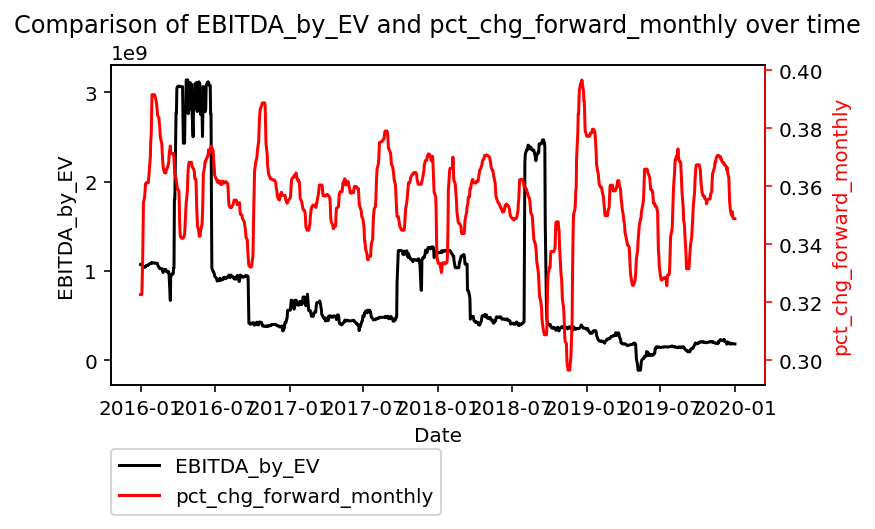 Comparison of EBITDA_by_EV and pct_chg_forward_monthly over time
1e9
3
2
1
0
EBITDA_by_EV
0.40
0.38
0.36
0.34
0.32
0.30
pct_chg_forward_monthly
2016-01 2016-07 2017-01 2017-07 2018-01 2018-07 2019-01 2019-07 2020-01
Date
EBITDA_by_EV
pct_chg_forward_monthly